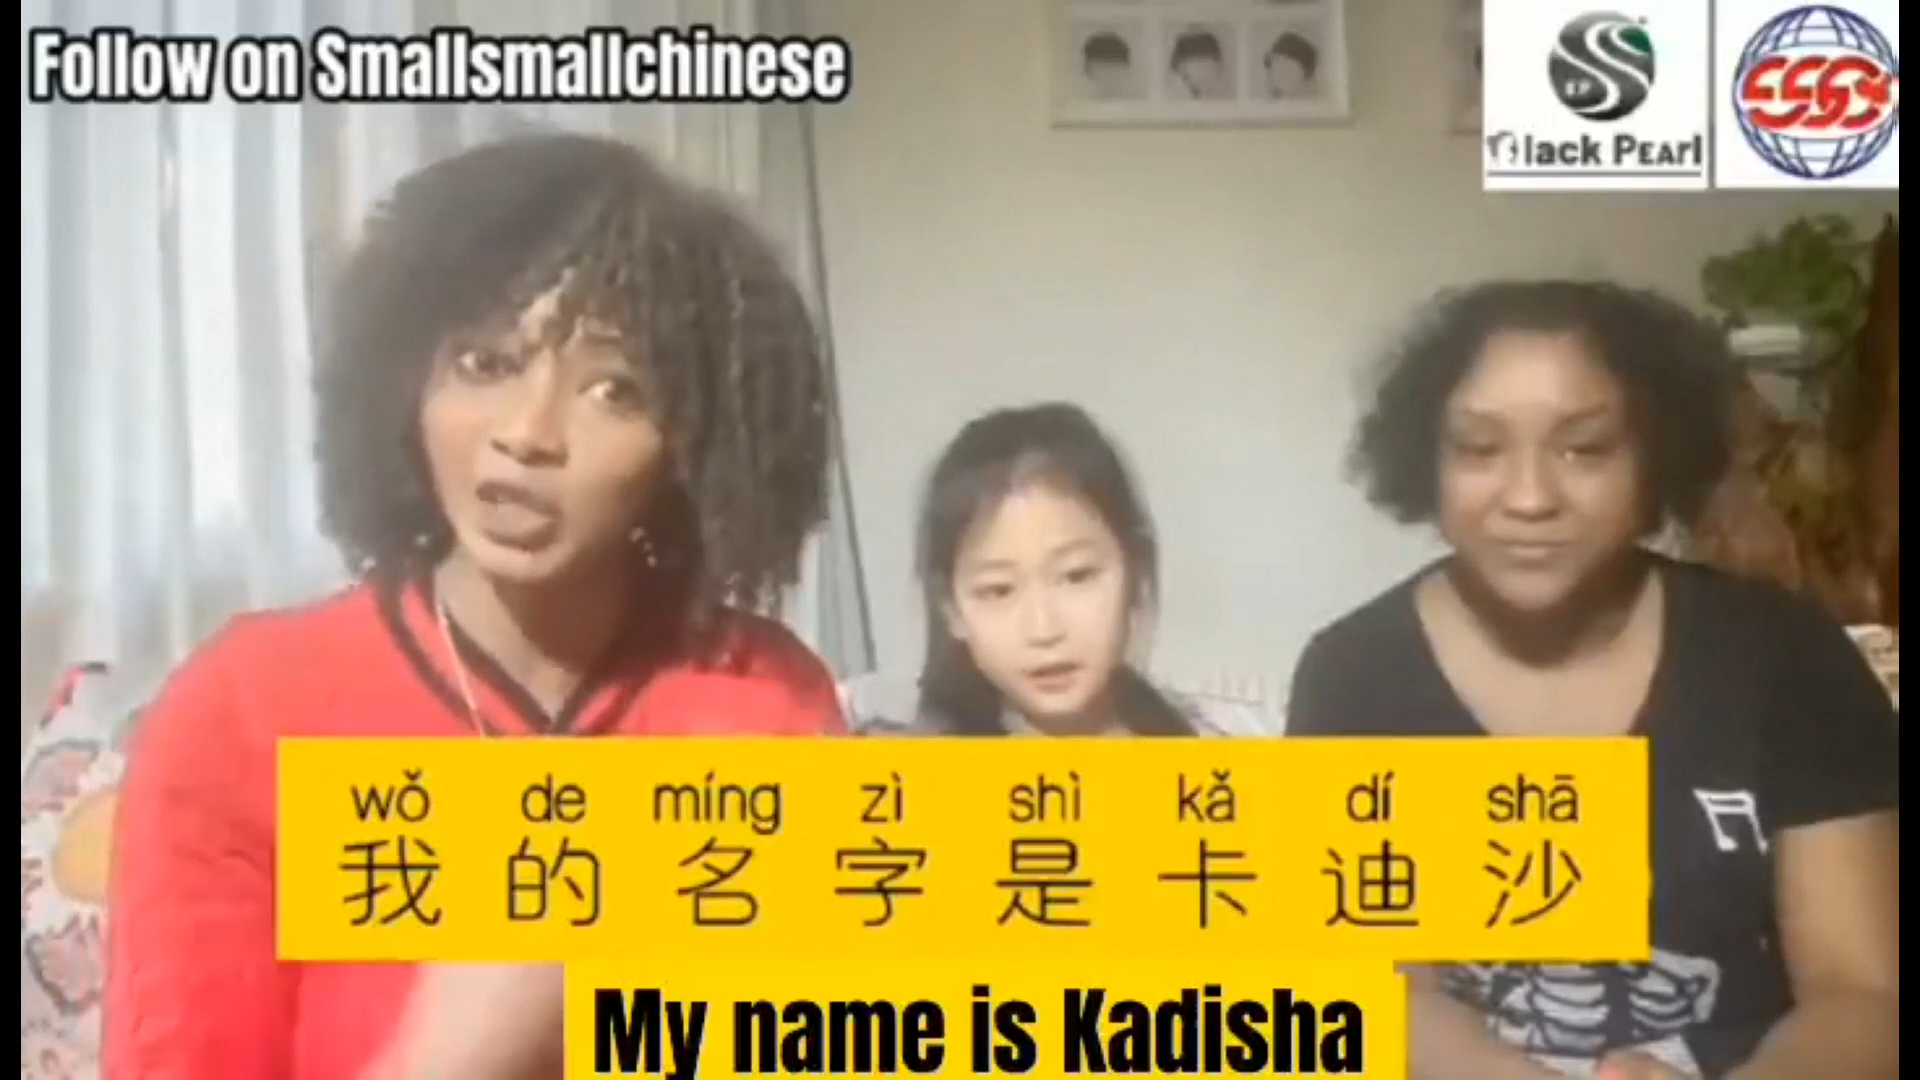 Follow on Smallsmallchinese
Black Pearl
SSC
wǒ de míng zì shì kǎ dí shā
我的名字是卡迪沙
My name is Kadisha